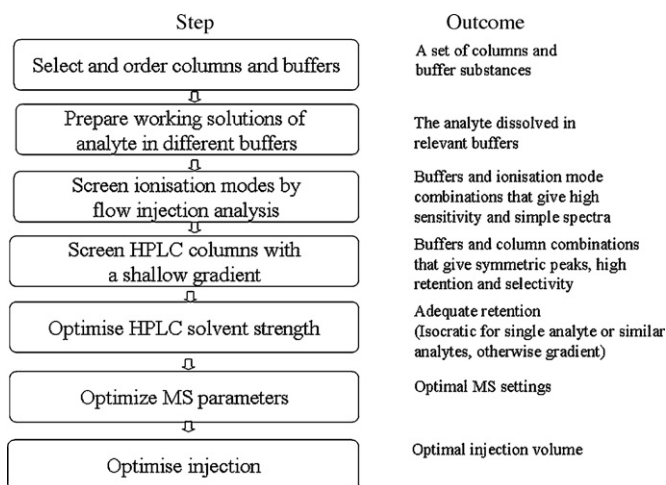 Step
Outcome
Select and order columns and buffers
A set of columns and
buffer substances
Prepare working solutions of
analyte in different buffers
The analyte dissolved in
relevant buffers
Screen ionisation modes by
flow injection analysis
Buffers and ionisation mode
combinations that give high
sensitivity and simple spectra
Screen HPLC columns with
a shallow gradient
Buffers and column combinations
that give symmetric peaks, high
retention and selectivity
Optimise HPLC solvent strength
Adequate retention
(Isocratic for single analyte or similar
analytes, otherwise gradient)
Optimize MS parameters
Optimal MS settings
Optimise injection
Optimal injection volume